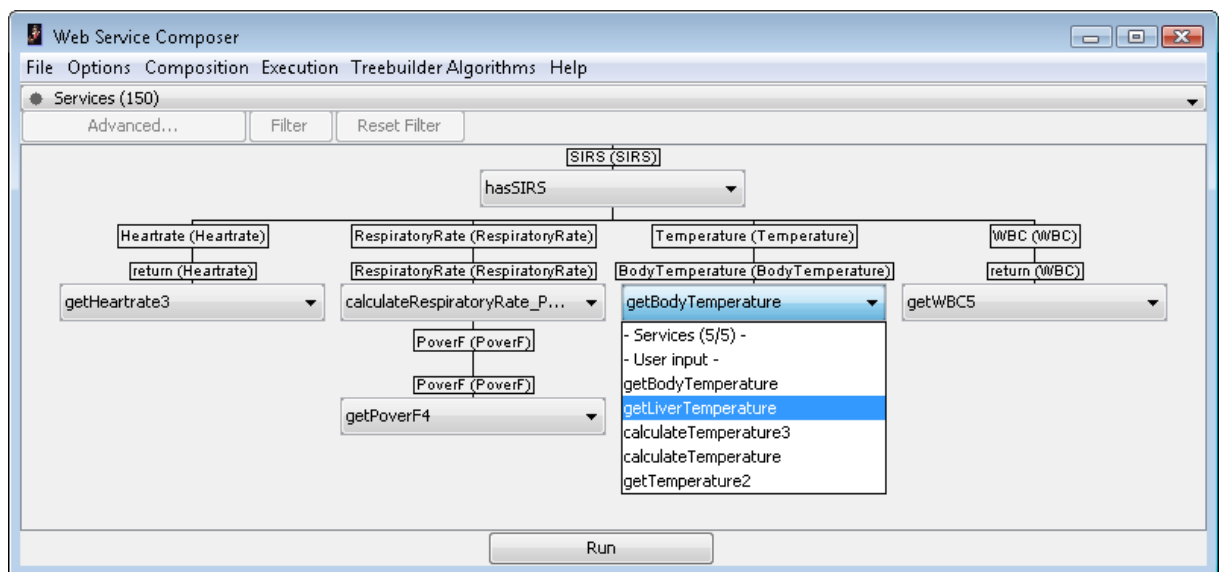 Web Service Composer
File Options Composition Execution Treebuilder Algorithms Help
Services (150)
Advanced... Filter Reset Filter
SIRS (SIRS)
hasSIRS
Heartrate (Heartrate) RespiratoryRate (RespiratoryRate) Temperature (Temperature) WBC (WBC)
return (Heartrate) RespiratoryRate (RespiratoryRate) BodyTemperature (BodyTemperature) return (WBC)
getHeartrate3 calculateRespiratoryRate_P... getBodyTemperature getWBC5
PoverF (PoverF)
PoverF (PoverF)
getPoverF4
- Services (5/5) -
- User input -
getBodyTemperature
getLiverTemperature
calculateTemperature3
calculateTemperature
getTemperature2
Run